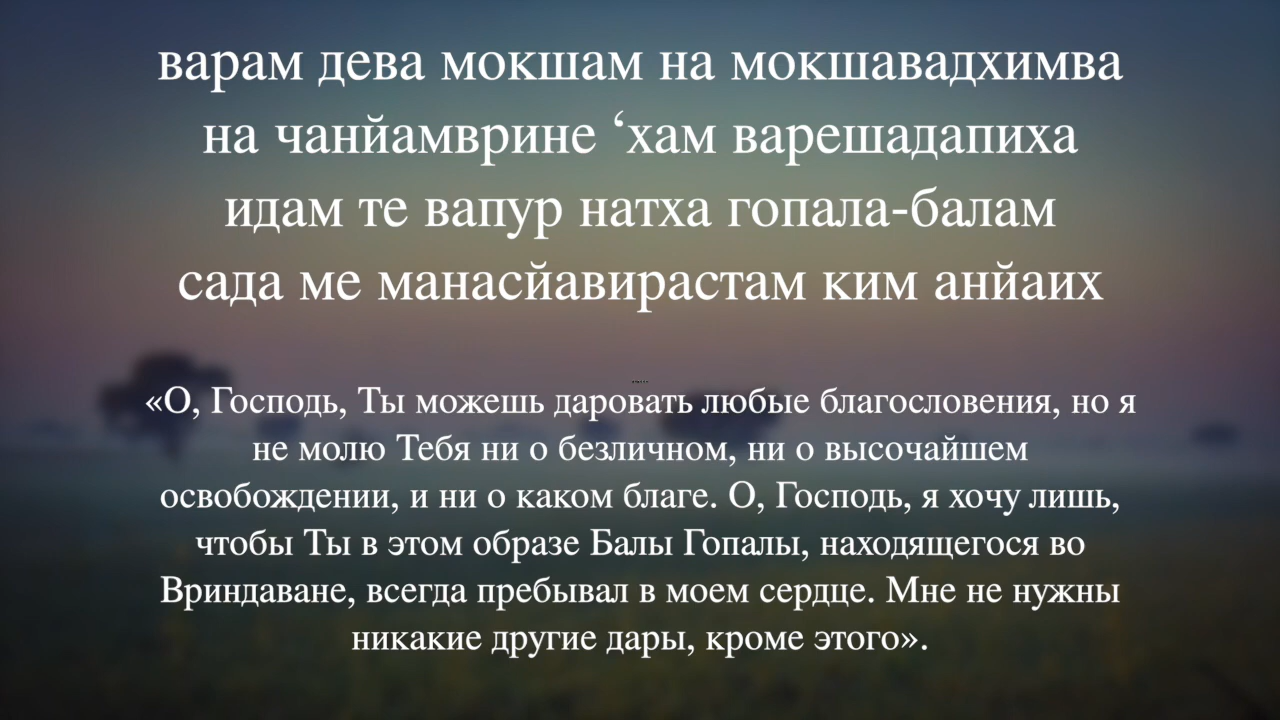 варам дева мокшам на мокшавадхимва
на чанйамврине ‘хам варешадапиха
идам те вапур натха гопала-балам
сада ме манасйавирастам ким анйаих
«О, Господь, Ты можешь даровать любые благословения, но я
не молю Тебя ни о безличном, ни о высочайшем
освобождении, и ни о каком благе. О, Господь, я хочу лишь,
чтобы Ты в этом образе Балы Гопалы, находящегося во
Вриндаване, всегда пребывал в моем сердце. Мне не нужны
никакие другие дары, кроме этого».